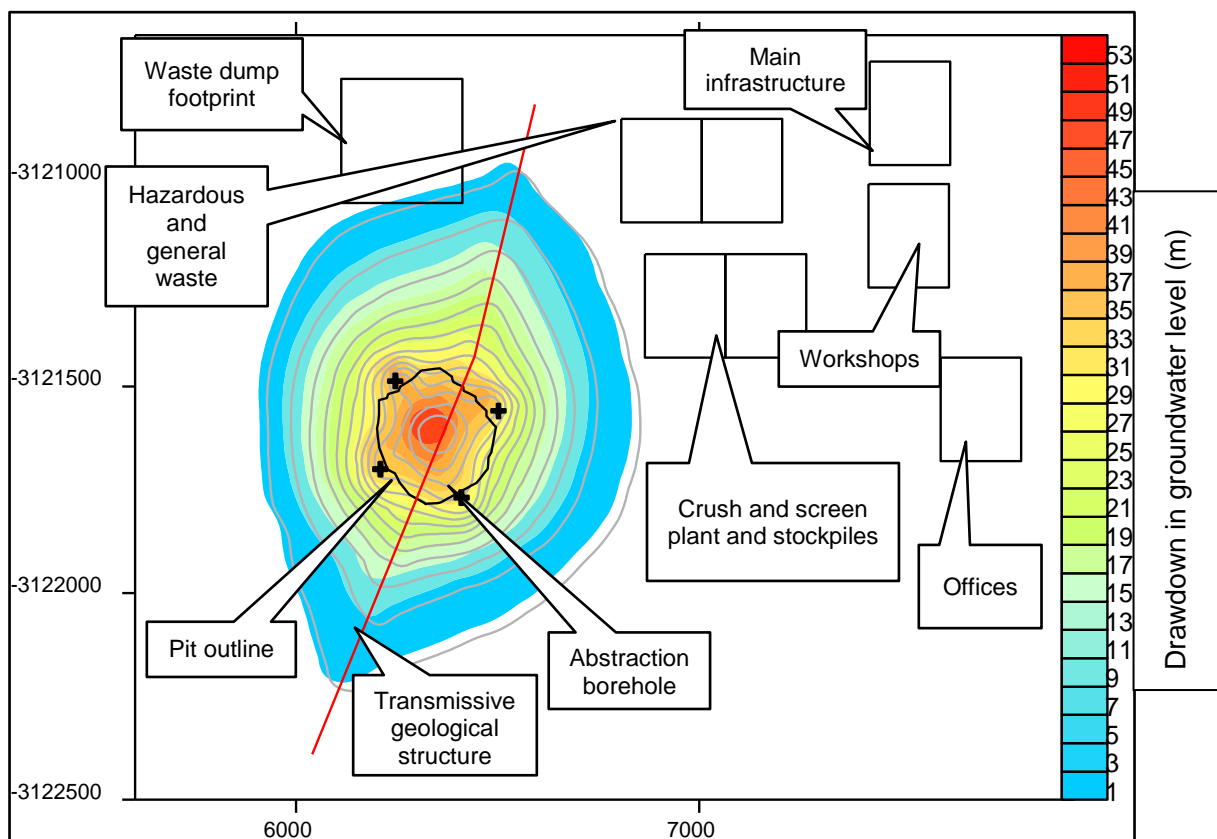 Waste dump
footprint
Main
infrastructure
Hazardous
and
general
waste
Workshops
Crush and screen
plant and stockpiles
Offices
Pit outline
Abstraction
borehole
Transmissive
geological
structure
-3121000
-3121500
-3122000
-3122500
6000
7000
53
51
49
47
45
43
41
39
37
35
33
31
29
27
25
23
21
19
17
15
13
11
9
7
5
3
1
Drawdown in groundwater level (m)